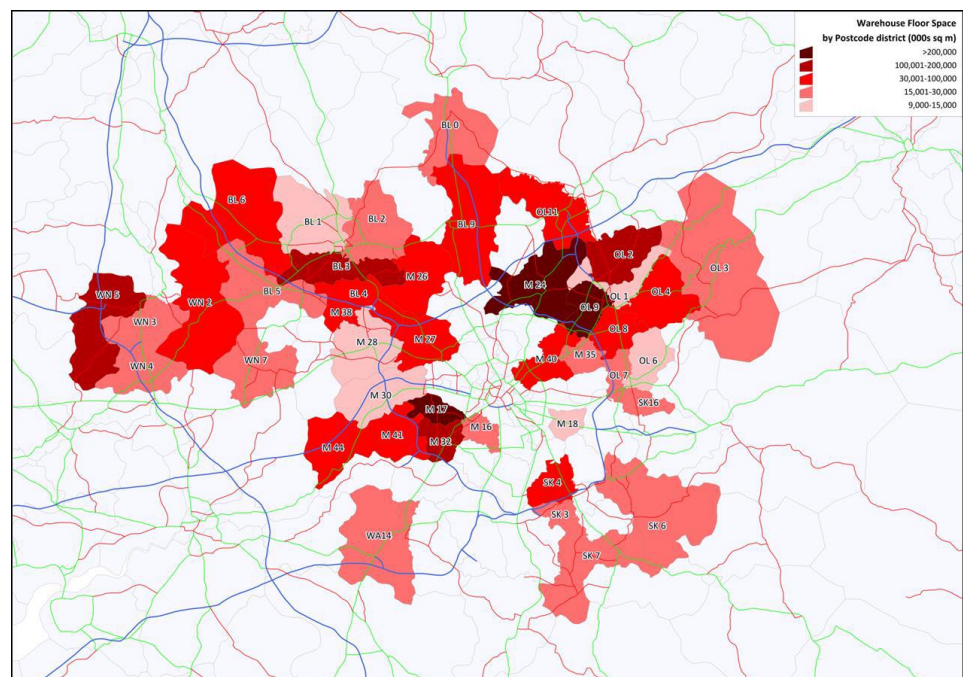 Warehouse Floor Space
by Postcode district (000s sq m)
>200,000
100,001-200,000
30,001-100,000
15,001-30,000
9,000-15,000
BL 0
BL 6
BL 1
BL 2
BL 9
OL11
OL 2
OL 3
BL 3
M 26
M 24
WN 5
WN 2
BL 5
BL 4
OL 1
OL 4
OL 9
WN 3
M 38
OL 8
M 28
M 27
M 40
M 35
WN 4
WN 7
OL 6
OL 7
M 30
SK16
M 17
M 16
M 18
M 44
M 41
M 32
SK 4
SK 3
SK 6
WA14
SK 7